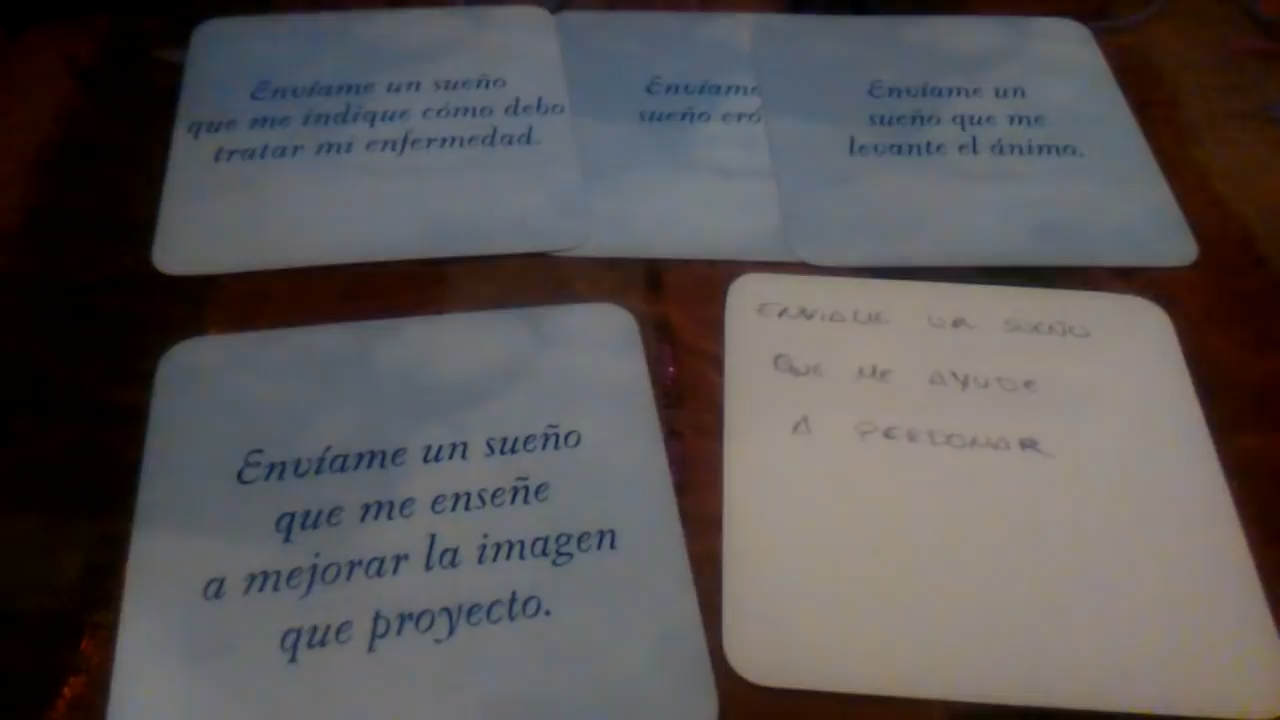 Envíame un sueño
que me indique cómo debo
tratar mi enfermedad.
Envíame
sueño eró
Envíame un
sueño que me
levante el ánimo.
Envíame un sueño
que me enseñe
a mejorar la imagen
que proyecto.
ENVIAME UN SUEÑO
QUE ME AYUDE
A PERDONAR